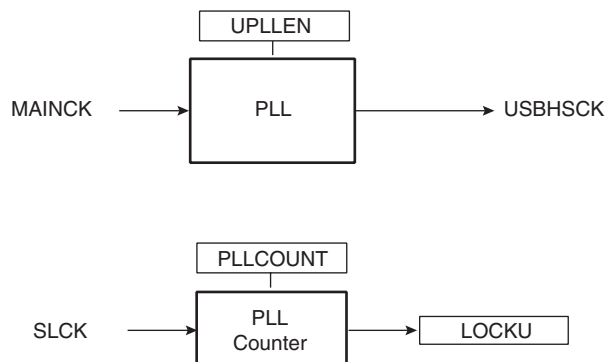 UPLLEN
MAINCK
PLL
USBHSCK
PLLCOUNT
SLCK
PLL
Counter
LOCKU